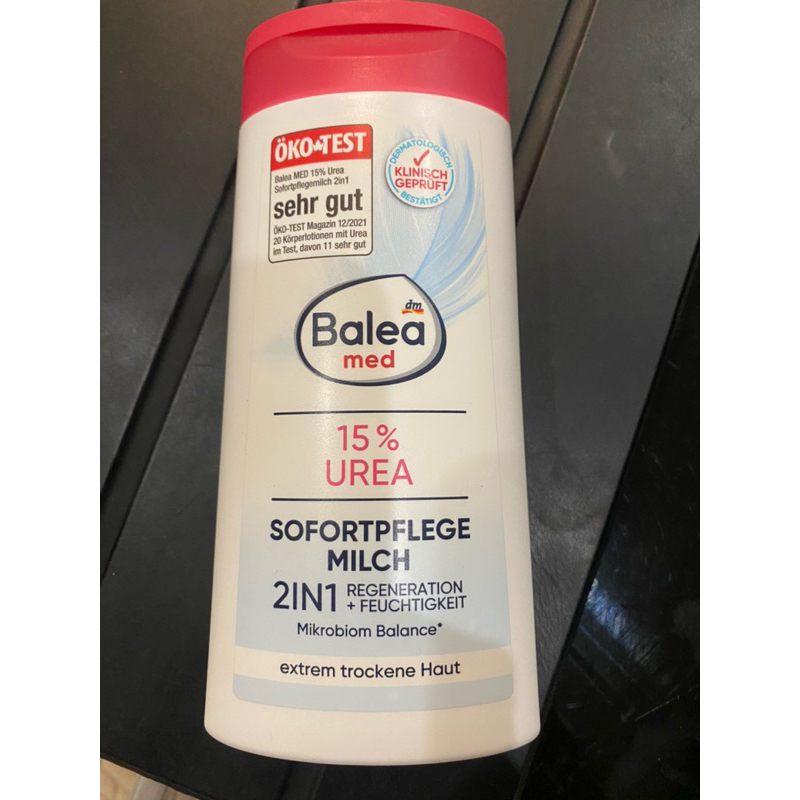 ÖKO-TEST
Balea MED 15% Urea
Sofortpflegemilch 2in1
sehr gut
ÖKO-TEST Magazin 12/2021
20 Körperlotionen mit Urea
im Test, davon 11 sehr gut
DERMATOLOGISCH
KLINISCH
GEPRÜFT
BESTÄTIGT
dm
Balea
med
15 %
UREA
SOFORTPFLEGE
MILCH
2IN1 REGENERATION
+ FEUCHTIGKEIT
Mikrobiom Balance*
extrem trockene Haut